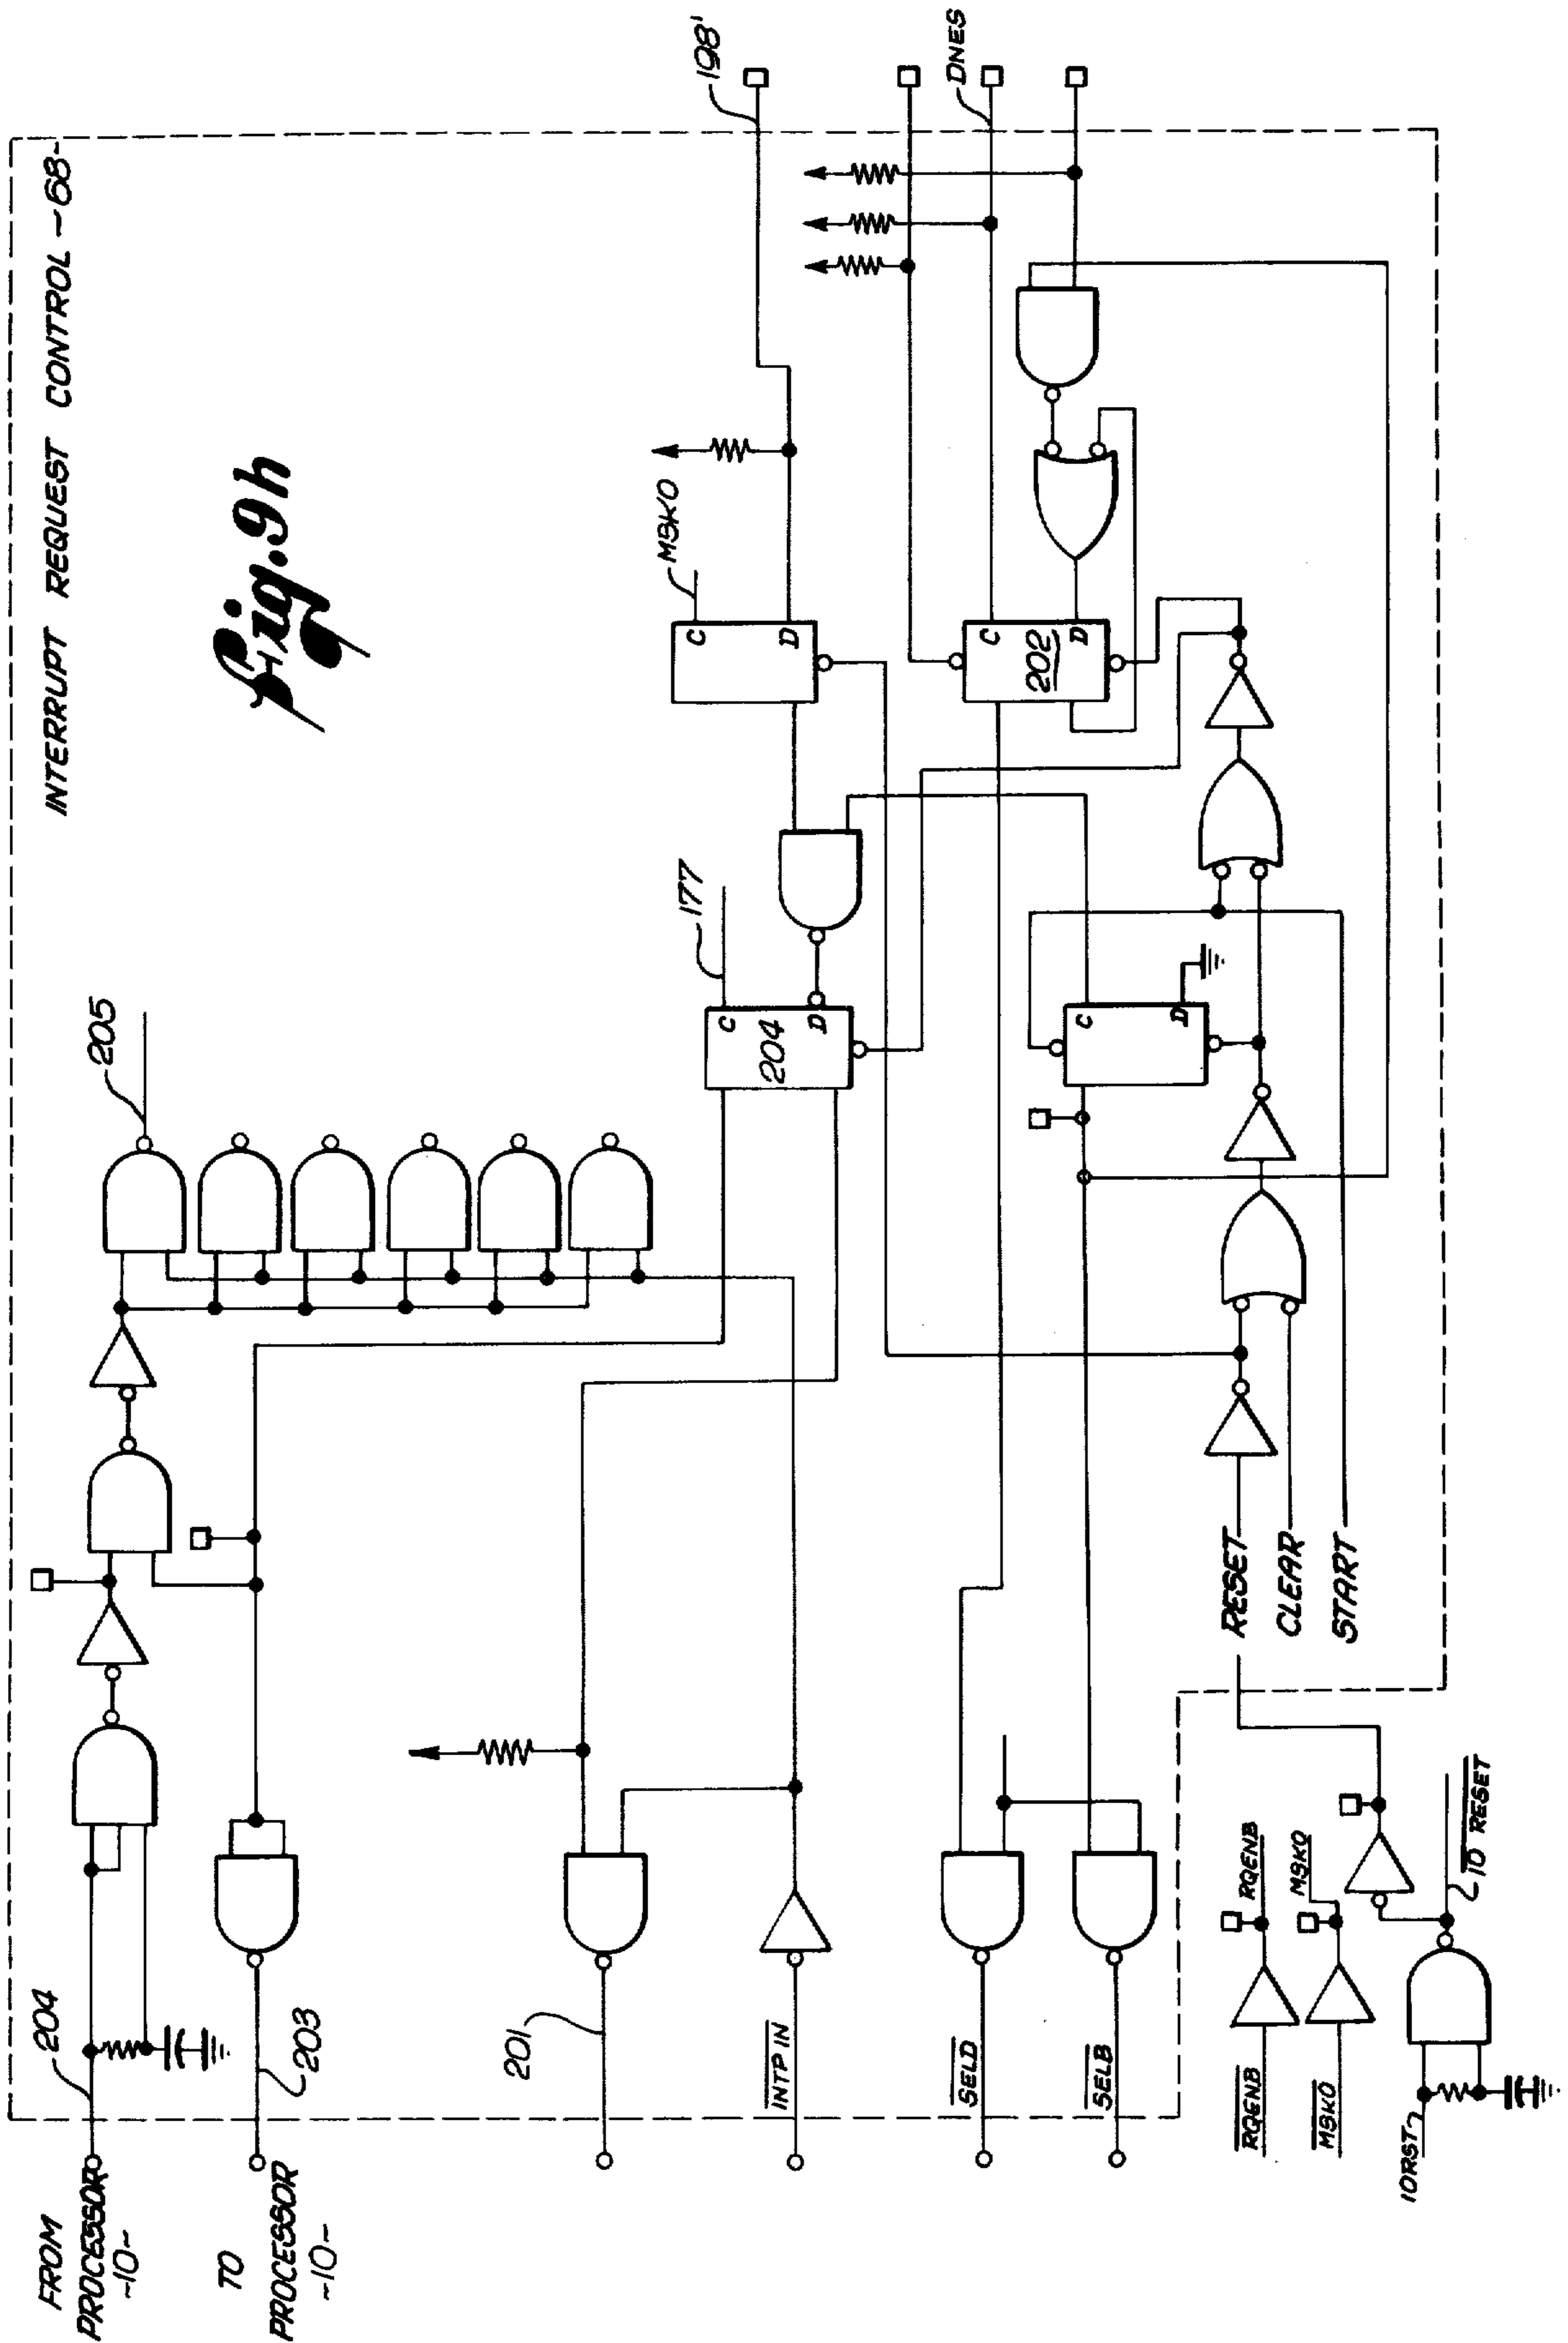 INTERRUPT REQUEST CONTROL -68-
Fig. 9h
FROM
PROCESSOR
-10-
204
TO
PROCESSOR
-10-
203
205
201
INTP IN
177
204
C
D
MSKO
C
D
198'
DNES
C
202
D
C
D
SELD
SELB
RESET
CLEAR
START
RQENB
RQENB
MSKO
MSKO
IORST
IO RESET